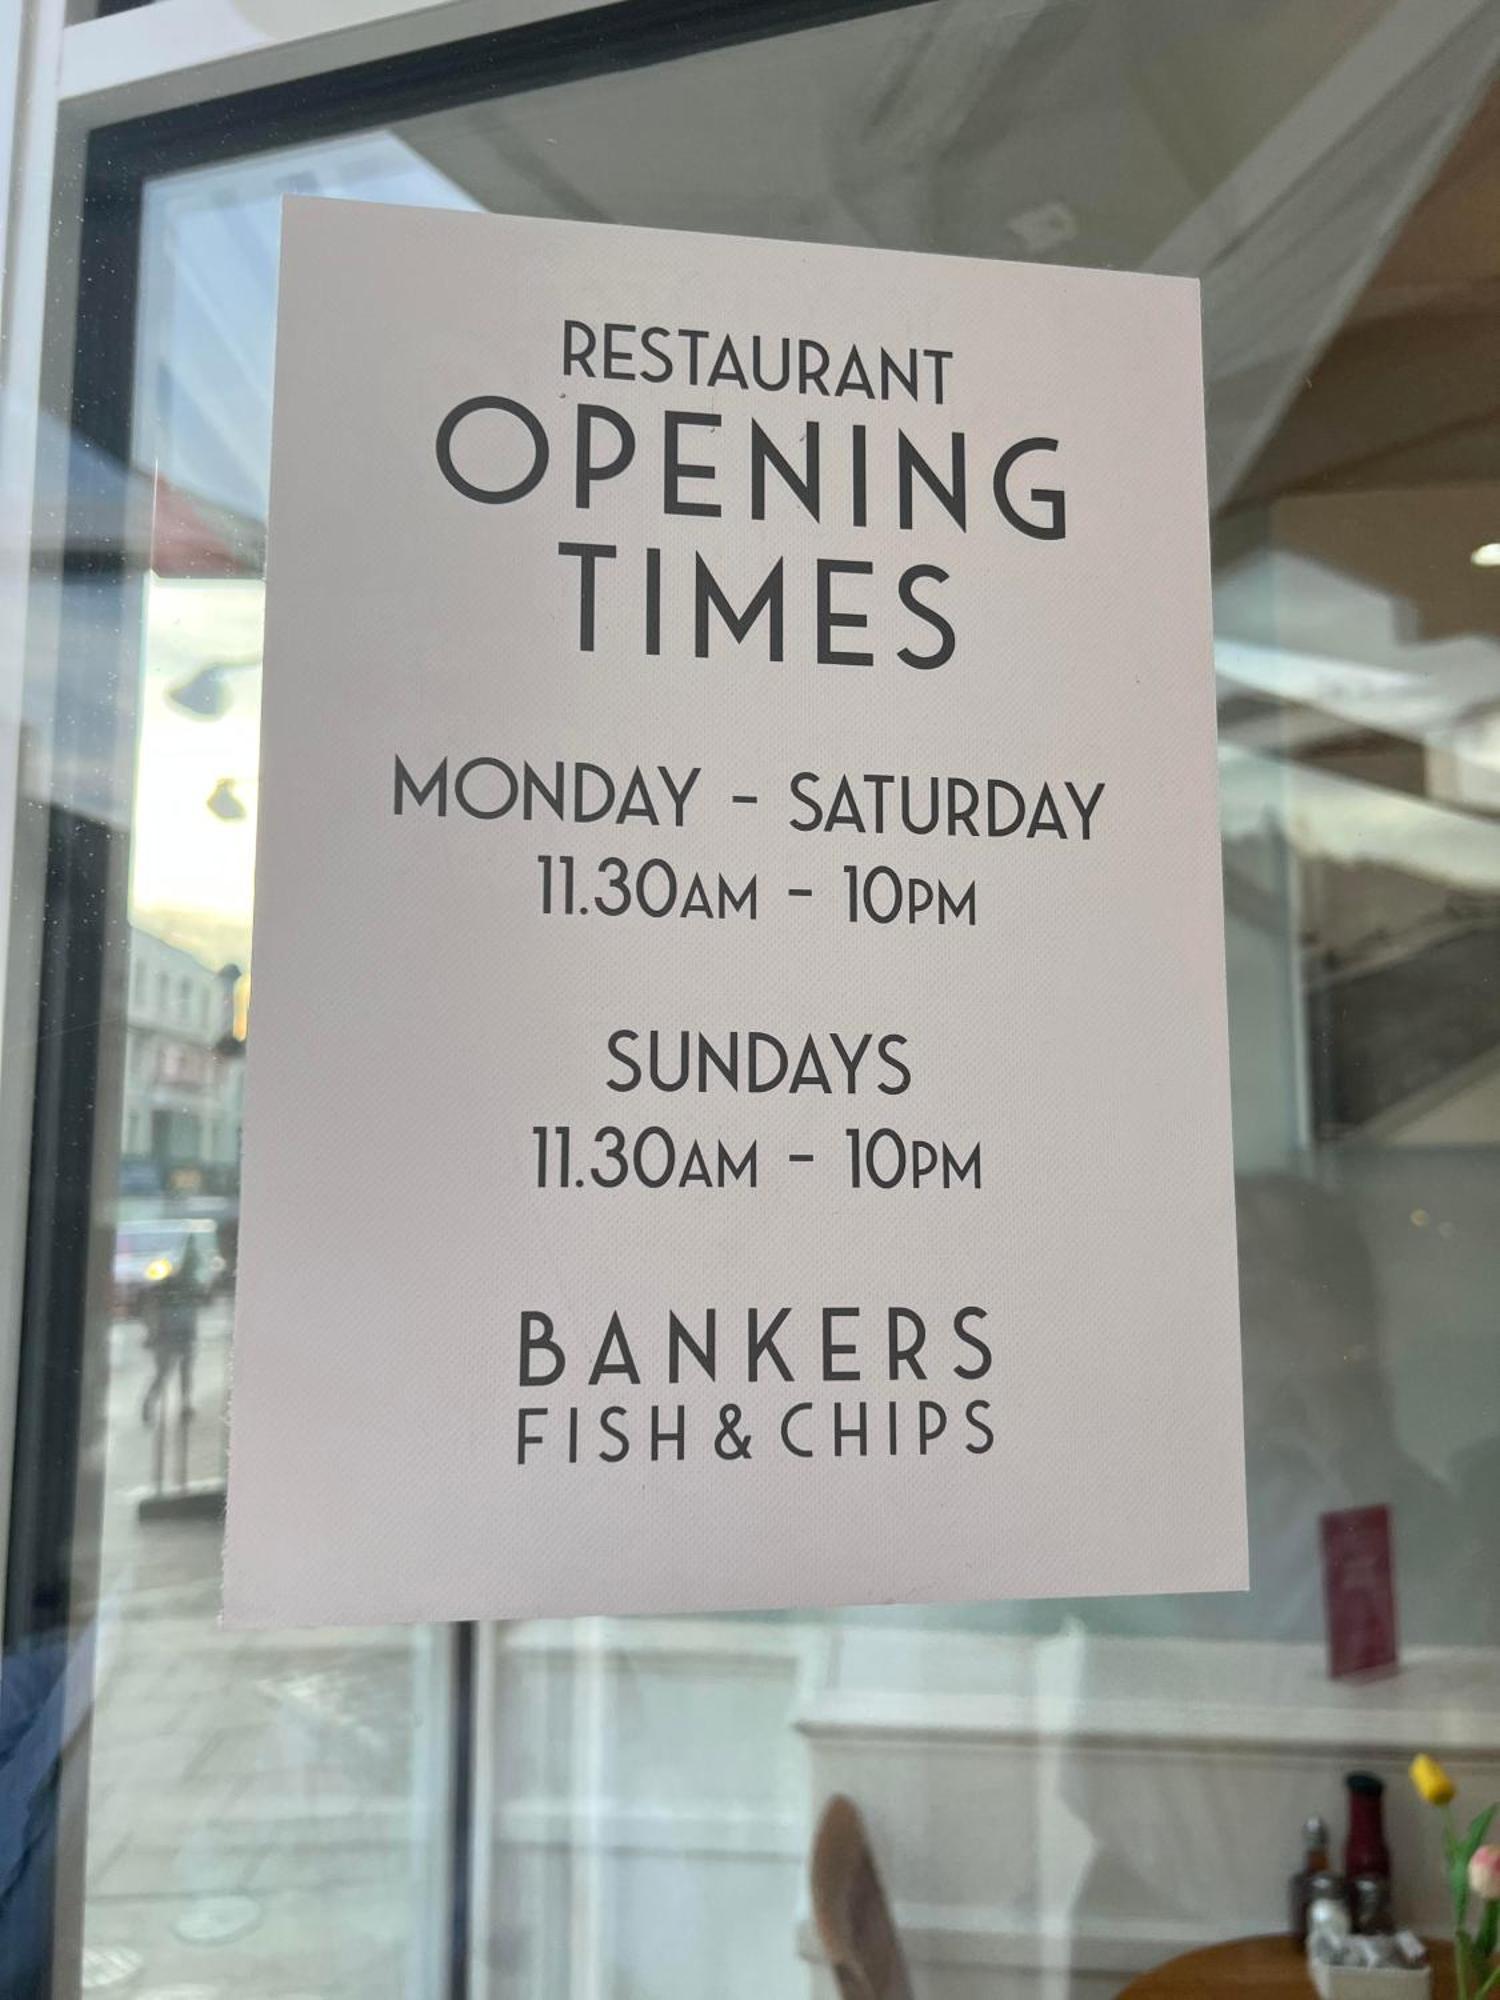 RESTAURANT
OPENING
TIMES
MONDAY - SATURDAY
11.30AM - 10PM
SUNDAYS
11.30AM - 10PM
BANKERS
FISH & CHIPS